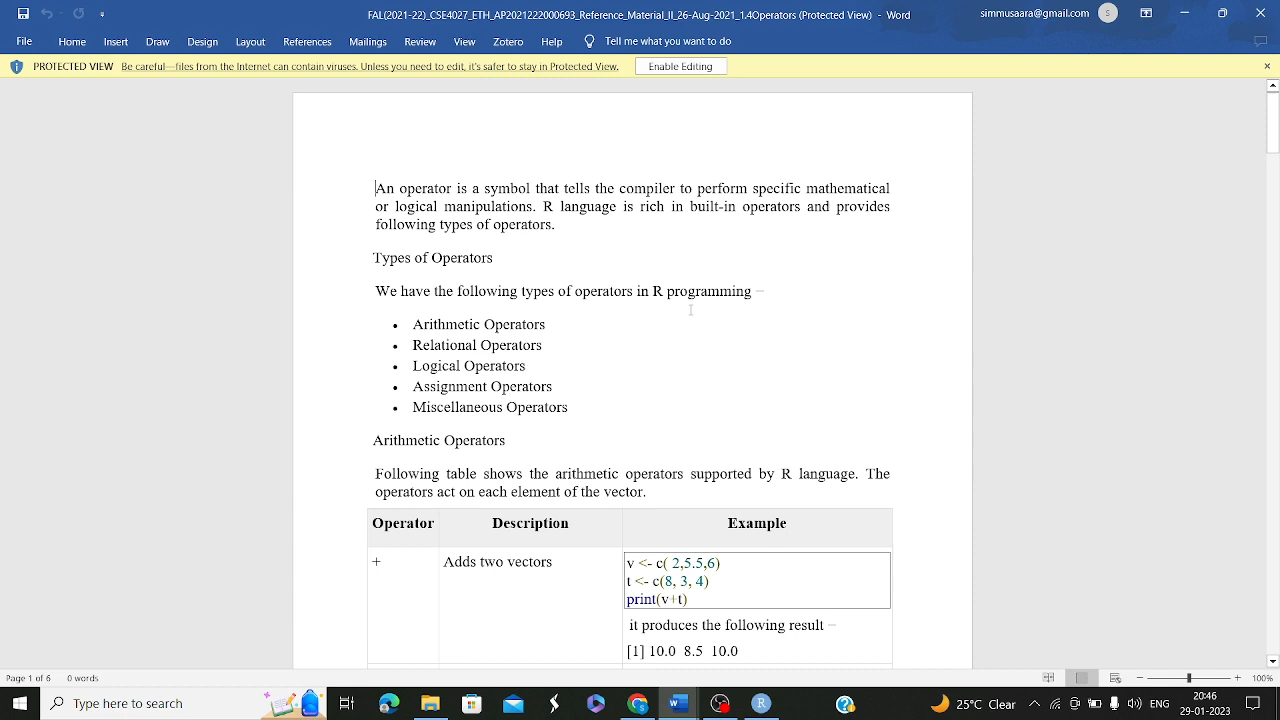 FAL(2021-22)_CSE4027_ETH_AP2021222000693_Reference_Material_II_26-Aug-2021_1.4Operators (Protected View) - Word
simmusaara@gmail.com S
File Home Insert Draw Design Layout References Mailings Review View Zotero Help Tell me what you want to do
PROTECTED VIEW Be careful—files from the Internet can contain viruses. Unless you need to edit, it's safer to stay in Protected View. Enable Editing
An operator is a symbol that tells the compiler to perform specific mathematical
or logical manipulations. R language is rich in built-in operators and provides
following types of operators.
Types of Operators
We have the following types of operators in R programming −
• Arithmetic Operators
• Relational Operators
• Logical Operators
• Assignment Operators
• Miscellaneous Operators
Arithmetic Operators
Following table shows the arithmetic operators supported by R language. The
operators act on each element of the vector.
Operator Description Example
+ Adds two vectors
v <- c( 2,5.5,6)
t <- c(8, 3, 4)
print(v+t)
it produces the following result −
[1] 10.0 8.5 10.0
Page 1 of 6 0 words 100%
Type here to search
25°C Clear ENG
20:46
29-01-2023